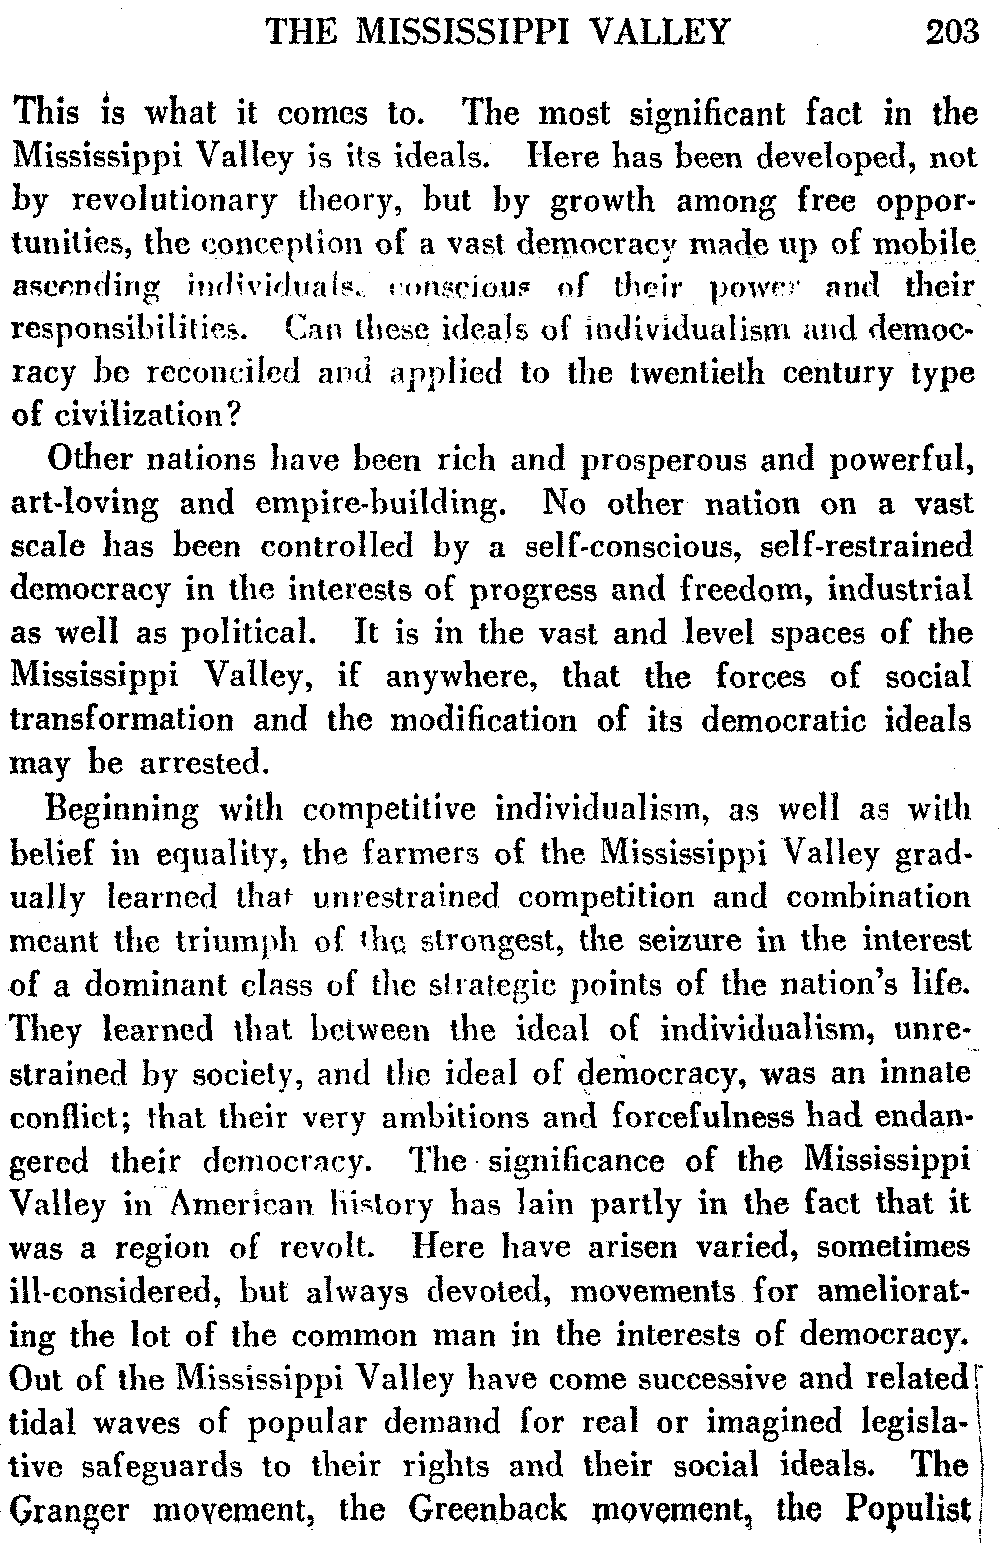 THE MISSISSIPPI VALLEY 203
This is what it comes to. The most significant fact in the
Mississippi Valley is its ideals. Here has been developed, not
by revolutionary theory, but by growth among free oppor-
tunities, the conception of a vast democracy made up of mobile
ascending individuals, conscious of their power and their
responsibilities. Can these ideals of individualism and democ-
racy be reconciled and applied to the twentieth century type
of civilization?
Other nations have been rich and prosperous and powerful,
art-loving and empire-building. No other nation on a vast
scale has been controlled by a self-conscious, self-restrained
democracy in the interests of progress and freedom, industrial
as well as political. It is in the vast and level spaces of the
Mississippi Valley, if anywhere, that the forces of social
transformation and the modification of its democratic ideals
may be arrested.
Beginning with competitive individualism, as well as with
belief in equality, the farmers of the Mississippi Valley grad-
ually learned that unrestrained competition and combination
meant the triumph of the strongest, the seizure in the interest
of a dominant class of the strategic points of the nation's life.
They learned that between the ideal of individualism, unre-
strained by society, and the ideal of democracy, was an innate
conflict; that their very ambitions and forcefulness had endan-
gered their democracy. The significance of the Mississippi
Valley in American history has lain partly in the fact that it
was a region of revolt. Here have arisen varied, sometimes
ill-considered, but always devoted, movements for ameliorat-
ing the lot of the common man in the interests of democracy.
Out of the Mississippi Valley have come successive and related
tidal waves of popular demand for real or imagined legisla-
tive safeguards to their rights and their social ideals. The
Granger movement, the Greenback movement, the Populist